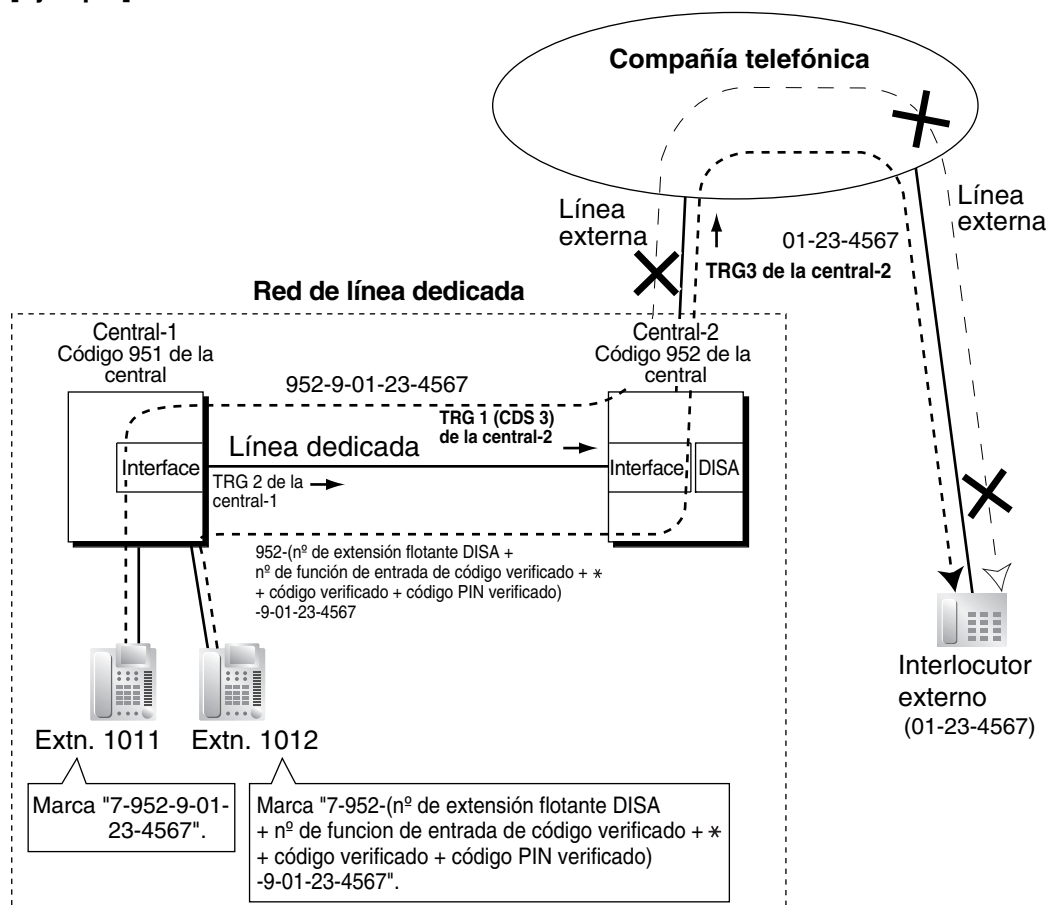 Compañía telefónica
Línea
externa
Línea
externa
01-23-4567
TRG3 de la central-2
Red de línea dedicada
Central-1
Código 951 de la
central
Central-2
Código 952 de la
central
952-9-01-23-4567
TRG 1 (CDS 3)
de la central-2
Línea dedicada
Interface
Interface
DISA
TRG 2 de la
central-1
952-(nº de extensión flotante DISA +
nº de función de entrada de código verificado + *
+ código verificado + código PIN verificado)
-9-01-23-4567
Interlocutor
externo
(01-23-4567)
Extn. 1011
Extn. 1012
Marca "7-952-9-01-
23-4567".
Marca "7-952-(nº de extensión flotante DISA
+ nº de funcion de entrada de código verificado + *
+ código verificado + código PIN verificado)
-9-01-23-4567".